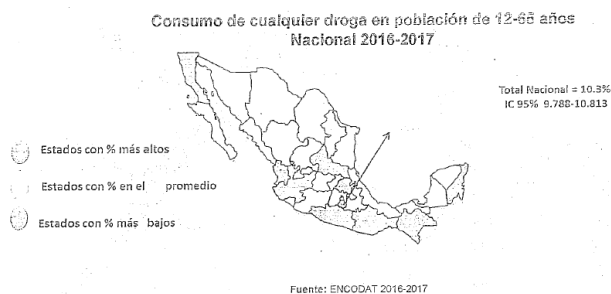 Consumo de cualquier droga en población de 12-65 años
Nacional 2016-2017
Total Nacional = 10.3%
IC 95% 9.788-10.813
Estados con % más altos
Estados con % en el promedio
Estados con % más bajos
Fuente: ENCODAT 2016-2017